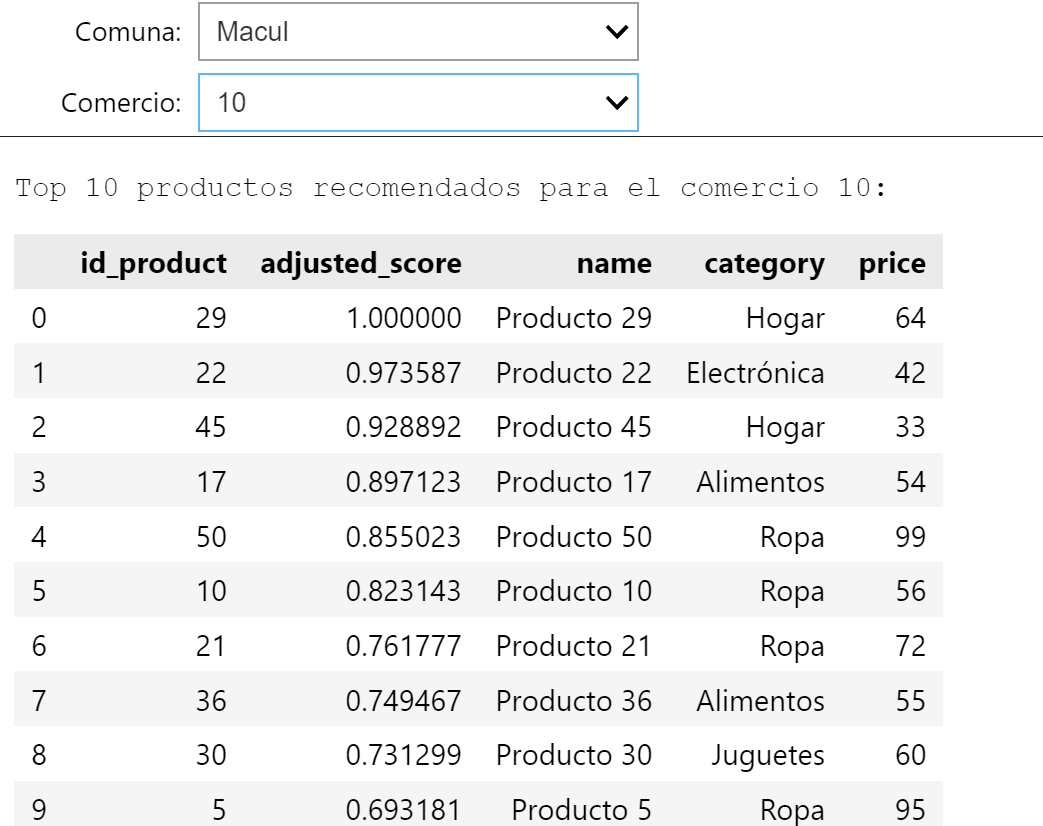 Comuna: Macul
Comercio: 10
Top 10 productos recomendados para el comercio 10:
id_product adjusted_score name category price
0 29 1.000000 Producto 29 Hogar 64
1 22 0.973587 Producto 22 Electrónica 42
2 45 0.928892 Producto 45 Hogar 33
3 17 0.897123 Producto 17 Alimentos 54
4 50 0.855023 Producto 50 Ropa 99
5 10 0.823143 Producto 10 Ropa 56
6 21 0.761777 Producto 21 Ropa 72
7 36 0.749467 Producto 36 Alimentos 55
8 30 0.731299 Producto 30 Juguetes 60
9 5 0.693181 Producto 5 Ropa 95